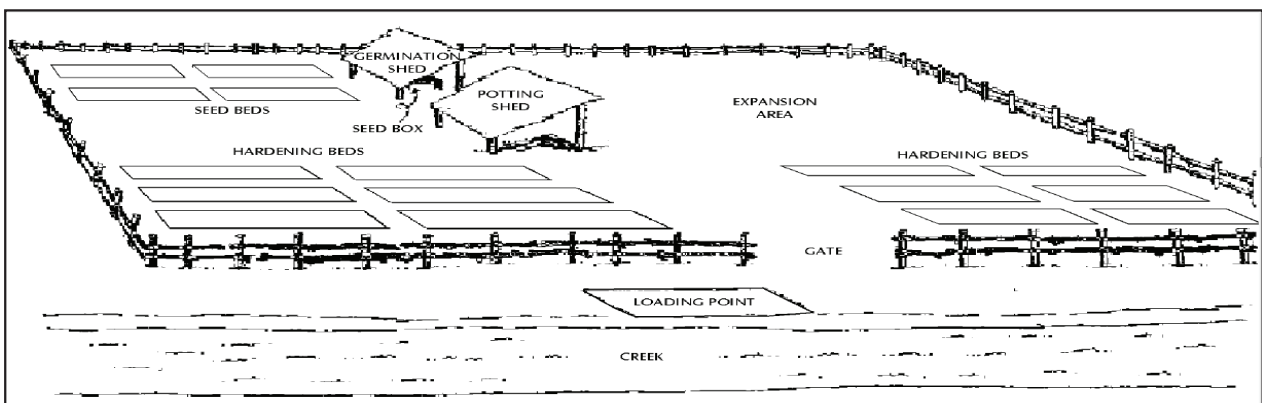 GERMINATION
SHED
POTTING
SHED
SEED BEDS
SEED BOX
EXPANSION
AREA
HARDENING BEDS
HARDENING BEDS
GATE
LOADING POINT
CREEK